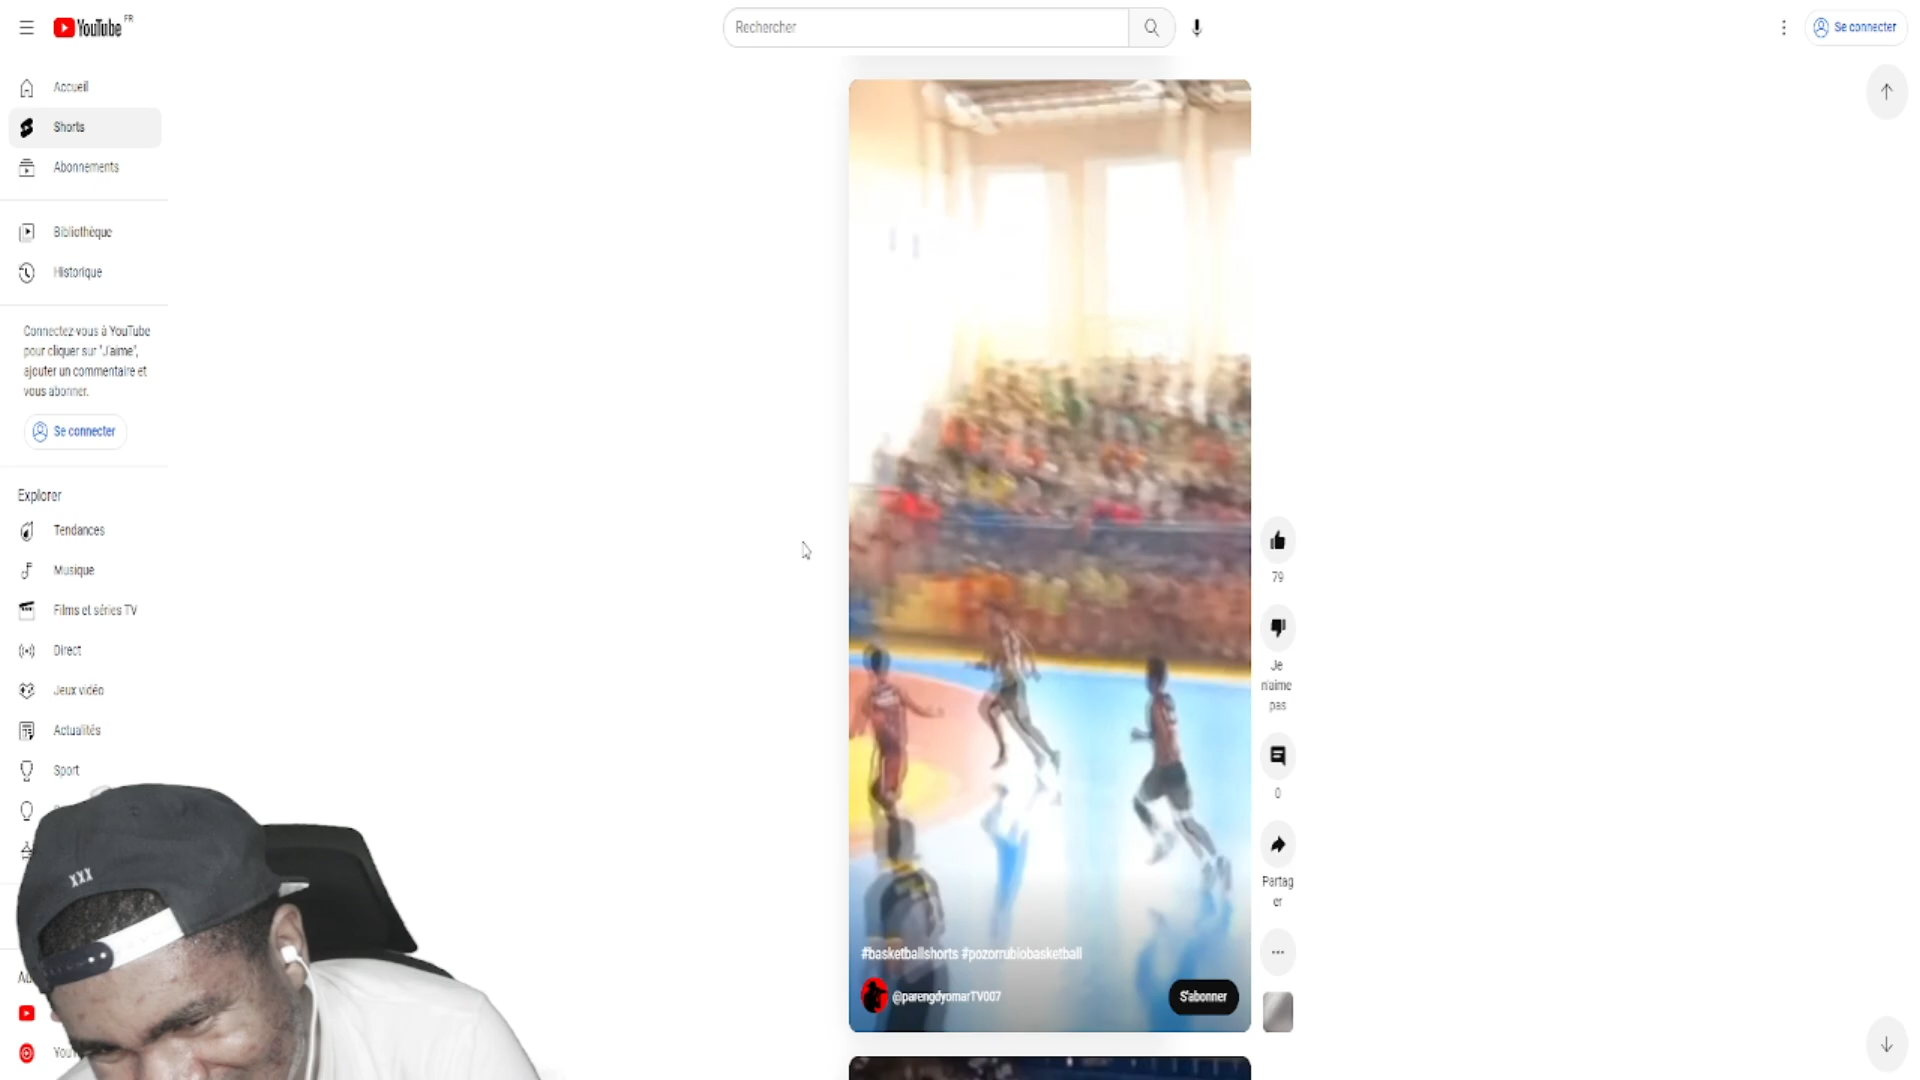 YouTube FR
Rechercher
Se connecter
Accueil
Shorts
Abonnements
Bibliothèque
Historique
Connectez-vous à YouTube
pour cliquer sur "J'aime",
ajouter un commentaire et
vous abonner.
Se connecter
Explorer
Tendances
Musique
Films et séries TV
Direct
Jeux vidéo
Actualités
Sport
XXX
79
Je
n'aime
pas
0
Partag
er
#basketballshorts #pozorrubiobasketball
@parengdyomarTV007
S'abonner